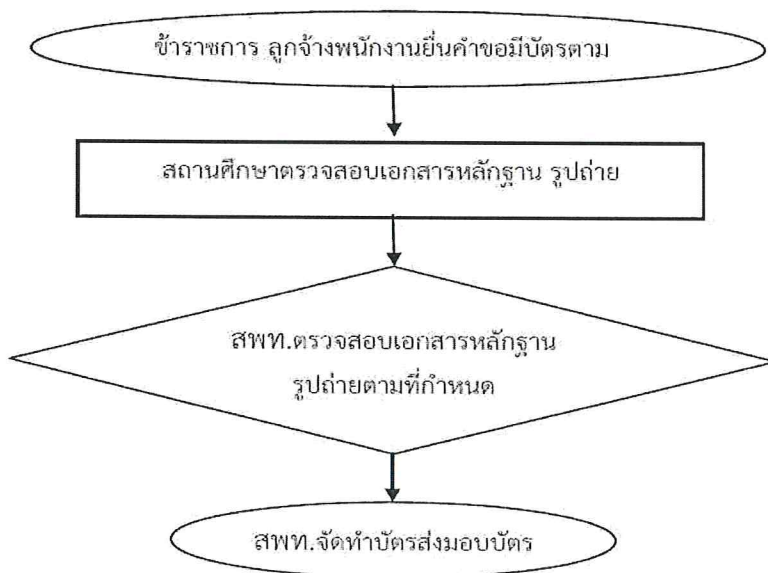 ข้าราชการ ลูกจ้างพนักงานยื่นคำขอมีบัตรตาม
สถานศึกษาตรวจสอบเอกสารหลักฐาน รูปถ่าย
สพท.ตรวจสอบเอกสารหลักฐาน
รูปถ่ายตามที่กำหนด
สพท.จัดทำบัตรส่งมอบบัตร